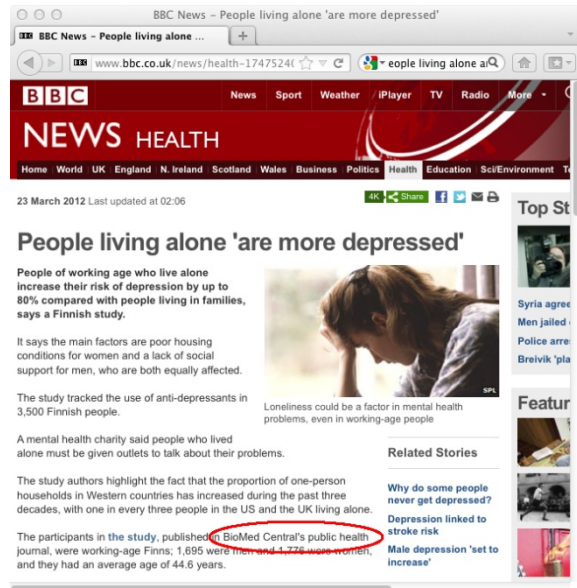 BBC News – People living alone 'are more depressed'
BBC News – People living alone ...
www.bbc.co.uk/news/health-1747524
eople living alone a
BBC
News Sport Weather iPlayer TV Radio More
NEWS HEALTH
Home World UK England N. Ireland Scotland Wales Business Politics Health Education Sci/Environment
23 March 2012 Last updated at 02:06
4K Share
Top St
People living alone 'are more depressed'
People of working age who live alone
increase their risk of depression by up to
80% compared with people living in families,
says a Finnish study.
It says the main factors are poor housing
conditions for women and a lack of social
support for men, who are both equally affected.
The study tracked the use of anti-depressants in
3,500 Finnish people.
SPL
Loneliness could be a factor in mental health
problems, even in working-age people
A mental health charity said people who lived
alone must be given outlets to talk about their problems.
The study authors highlight the fact that the proportion of one-person
households in Western countries has increased during the past three
decades, with one in every three people in the US and the UK living alone.
The participants in the study, published in BioMed Central's public health
journal, were working-age Finns; 1,695 were men and 1,776 were women,
and they had an average age of 44.6 years.
Related Stories
Why do some people
never get depressed?
Depression linked to
stroke risk
Male depression 'set to
increase'
Syria agree
Men jailed
Police arre
Breivik 'pla
Featur